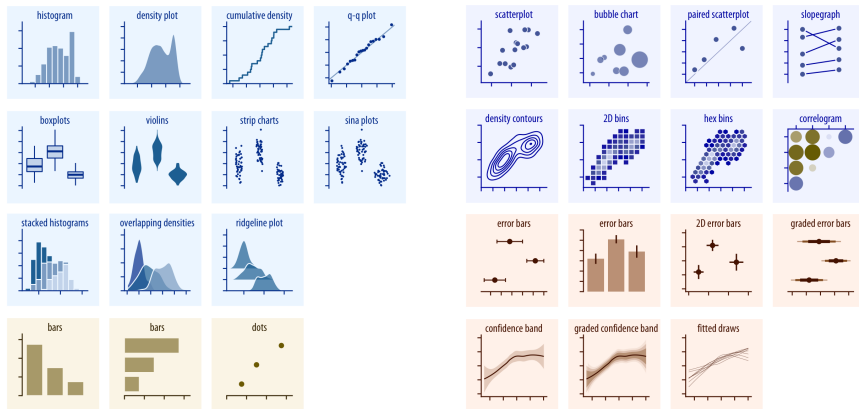 histogram
density plot
cumulative density
q-q plot
boxplots
violins
strip charts
sina plots
stacked histograms
overlapping densities
ridgeline plot
bars
bars
dots
scatterplot
bubble chart
paired scatterplot
slopegraph
density contours
2D bins
hex bins
correlogram
error bars
error bars
2D error bars
graded error bars
confidence band
graded confidence band
fitted draws